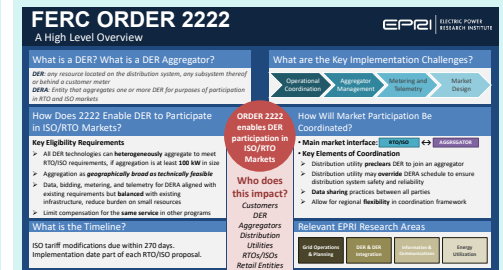 FERC ORDER 2222
A High Level Overview
EPRI
ELECTRIC POWER
RESEARCH INSTITUTE
What is a DER? What is a DER Aggregator?
DER: any resource located on the distribution system, any subsystem thereof
or behind a customer meter
DERA: Entity that aggregates one or more DER for purposes of participation
in RTO and ISO markets
What are the Key Implementation Challenges?
Operational
Coordination
Aggregator
Management
Metering and
Telemetry
Market
Design
How Does 2222 Enable DER to Participate
in ISO/RTO Markets?
Key Eligibility Requirements
➢ All DER technologies can heterogeneously aggregate to meet
RTO/ISO requirements, if aggregation is at least 100 kW in size
➢ Aggregation as geographically broad as technically feasible
➢ Data, bidding, metering, and telemetry for DERA aligned with
existing requirements but balanced with existing
infrastructure, reduce burden on small resources
➢ Limit compensation for the same service in other programs
ORDER 2222
enables DER
participation in
ISO/RTO
Markets
Who does
this impact?
Customers
DER
Aggregators
Distribution
Utilities
RTOs/ISOs
Retail Entities
How Will Market Participation Be
Coordinated?
• Main market interface: RTO/ISO ↔ AGGREGATOR
• Key Elements of Coordination
➢ Distribution utility preclears DER to join an aggregator
➢ Distribution utility may override DERA schedule to ensure
distribution system safety and reliability
➢ Data sharing practices between all parties
➢ Allow for regional flexibility in coordination framework
What is the Timeline?
ISO tariff modifications due within 270 days.
Implementation date part of each RTO/ISO proposal.
Relevant EPRI Research Areas
Grid Operations
& Planning
DER & DER
Integration
Information &
Communications
Energy
Utilization